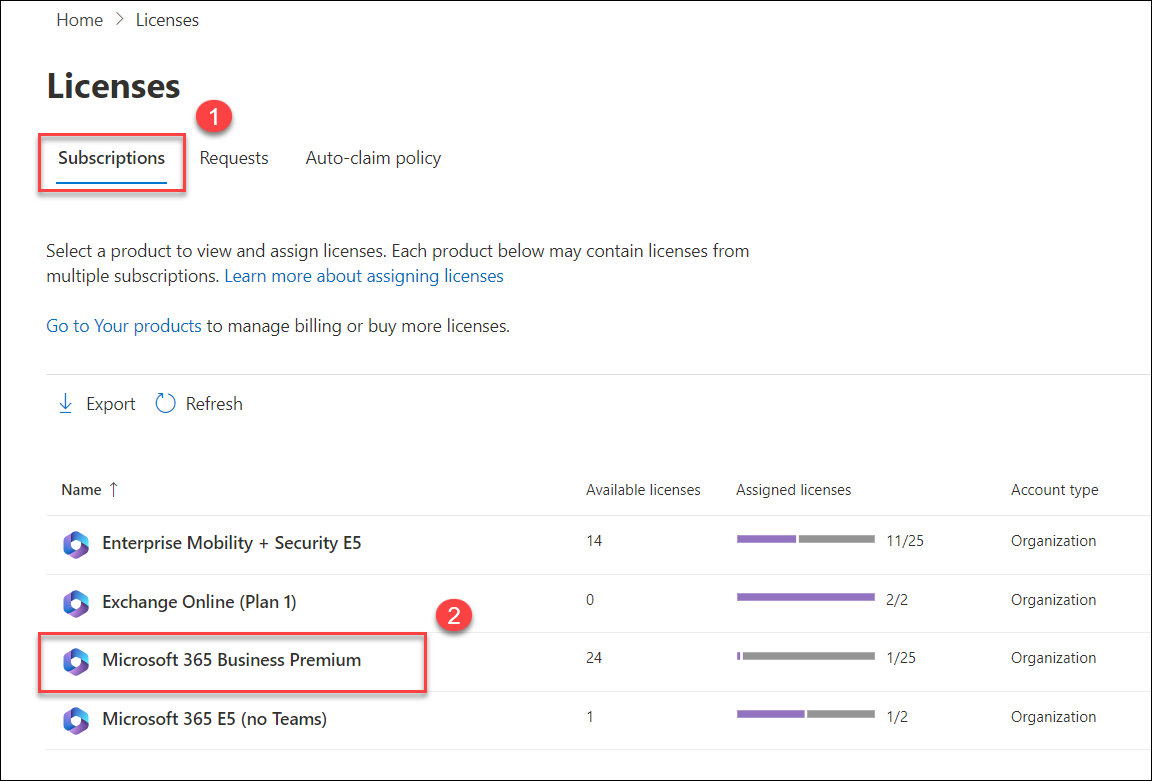 Home > Licenses
Licenses
1
Subscriptions Requests Auto-claim policy
Select a product to view and assign licenses. Each product below may contain licenses from
multiple subscriptions. Learn more about assigning licenses
Go to Your products to manage billing or buy more licenses.
Export Refresh
Name ↑ Available licenses Assigned licenses Account type
Enterprise Mobility + Security E5 14 11/25 Organization
Exchange Online (Plan 1) 0 2/2 Organization
2
Microsoft 365 Business Premium 24 1/25 Organization
Microsoft 365 E5 (no Teams) 1 1/2 Organization